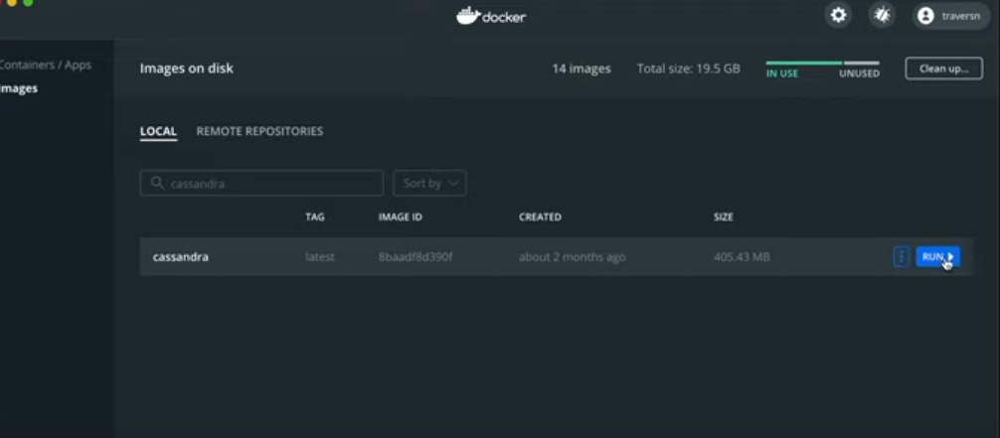 docker
traversn
Containers / Apps
Images on disk
14 images
Total size: 19.5 GB
IN USE
UNUSED
Clean up...
Images
LOCAL
REMOTE REPOSITORIES
cassandra
Sort by
TAG
IMAGE ID
CREATED
SIZE
cassandra
latest
8baadf8d390f
about 2 months ago
405.43 MB
RUN